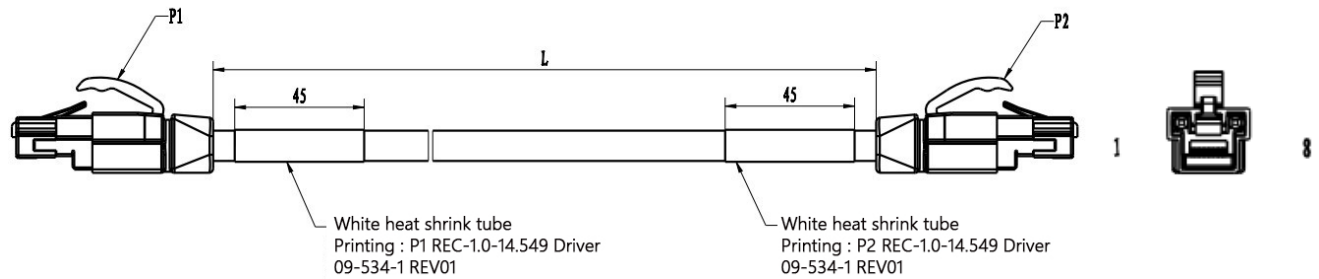 P1
P2
L
45
45
1
8
White heat shrink tube
Printing : P1 REC-1.0-14.549 Driver
09-534-1 REV01
White heat shrink tube
Printing : P2 REC-1.0-14.549 Driver
09-534-1 REV01